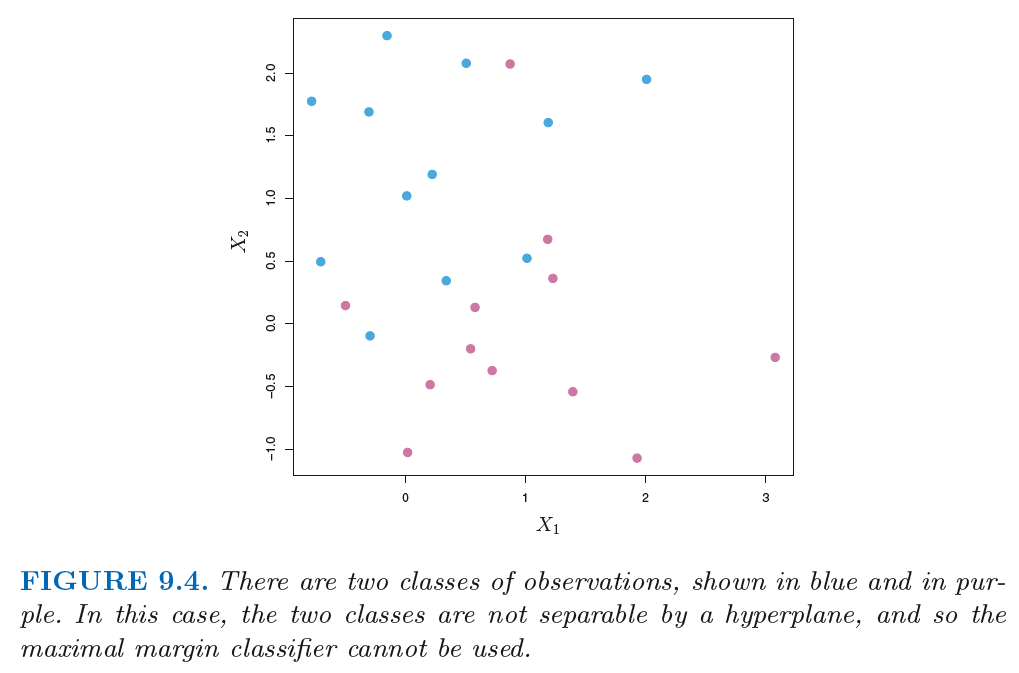 2.0
1.5
1.0
0.5
0.0
−0.5
−1.0
X2
0 1 2 3
X1
FIGURE 9.4. There are two classes of observations, shown in blue and in pur-
ple. In this case, the two classes are not separable by a hyperplane, and so the
maximal margin classifier cannot be used.